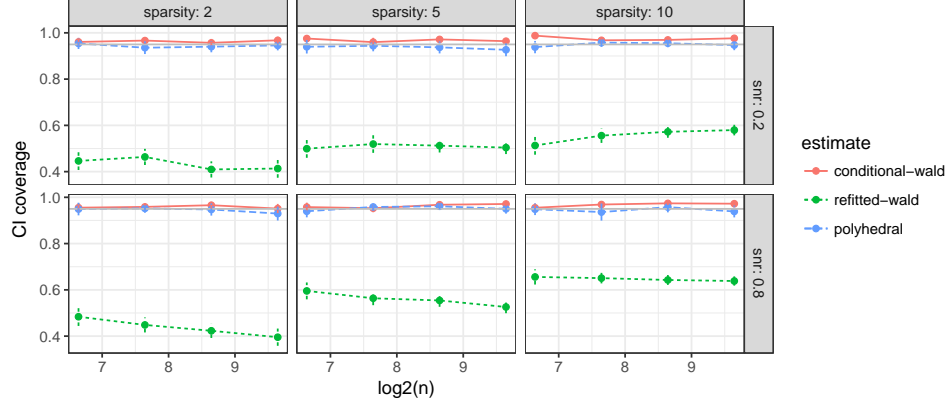 sparsity: 2
sparsity: 5
sparsity: 10
1.0
0.8
0.6
0.4
snr: 0.2
1.0
0.8
0.6
0.4
snr: 0.8
7
8
9
7
8
9
7
8
9
log2(n)
CI coverage
estimate
conditional−wald
refitted−wald
polyhedral